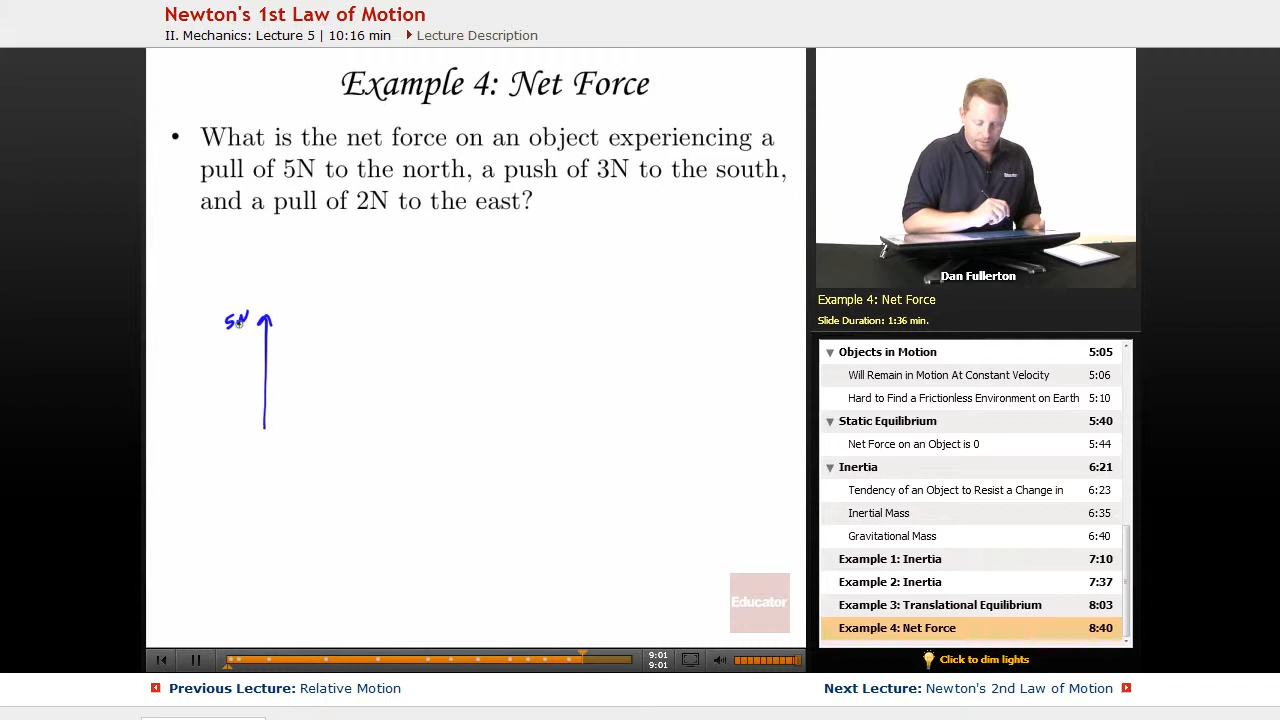 Newton's 1st Law of Motion
II. Mechanics: Lecture 5 | 10:16 min
Lecture Description
Example 4: Net Force
• What is the net force on an object experiencing a
pull of 5N to the north, a push of 3N to the south,
and a pull of 2N to the east?
5N
Educator
Dan Fullerton
Example 4: Net Force
Slide Duration: 1:36 min.
Objects in Motion 5:05
Will Remain in Motion At Constant Velocity 5:06
Hard to Find a Frictionless Environment on Earth 5:10
Static Equilibrium 5:40
Net Force on an Object is 0 5:44
Inertia 6:21
Tendency of an Object to Resist a Change in 6:23
Inertial Mass 6:35
Gravitational Mass 6:40
Example 1: Inertia 7:10
Example 2: Inertia 7:37
Example 3: Translational Equilibrium 8:03
Example 4: Net Force 8:40
9:01
9:01
Click to dim lights
Previous Lecture: Relative Motion
Next Lecture: Newton's 2nd Law of Motion